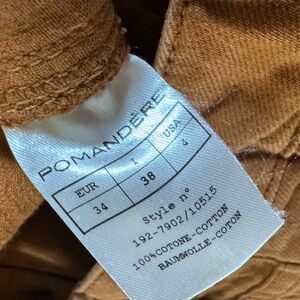 POMANDÈRE
EUR I USA
34 38 4
Style n°
192-7902/10515
100%COTONE-COTTON
BAUMWOLLE-COTON